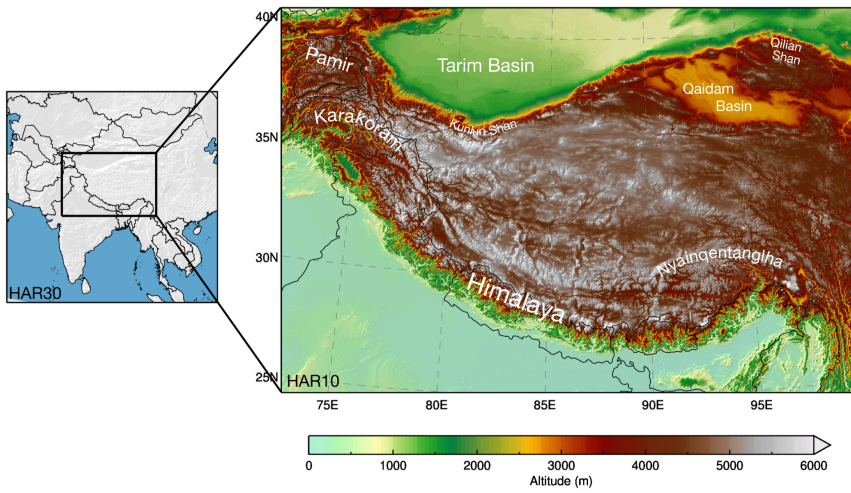 40N
Pamir
Tarim Basin
Qilian
Shan
Qaidam
Basin
Karakoram
Kunlun Shan
35N
30N
Nyainqentanglha
Himalaya
HAR30
25N
HAR10
75E 80E 85E 90E 95E
0 1000 2000 3000 4000 5000 6000
Altitude (m)